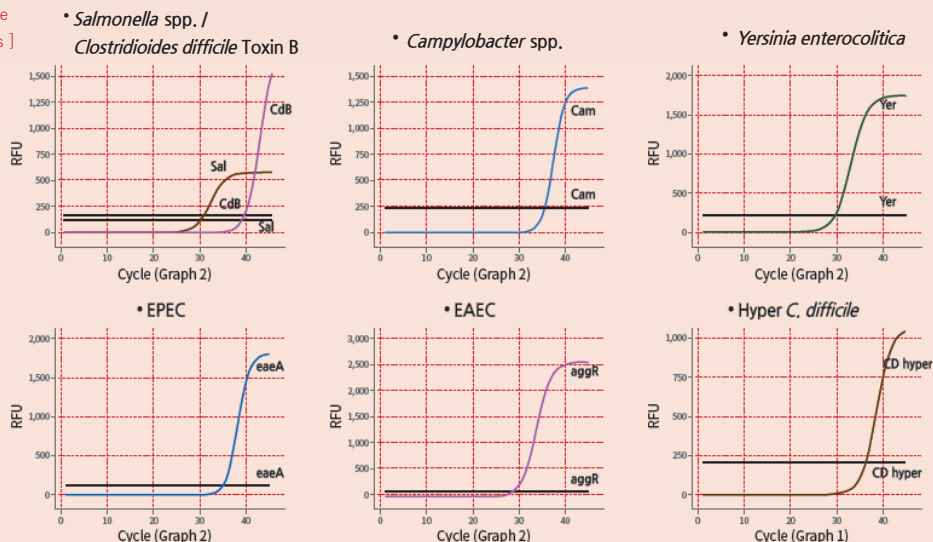 e
s ]
• Salmonella spp. /
Clostridioides difficile Toxin B
• Campylobacter spp.
• Yersinia enterocolitica
RFU
1,500
1,250
1,000
750
500
250
0
CdB
Sal
CdB
Sal
0 10 20 30 40
Cycle (Graph 2)
RFU
1,500
1,250
1,000
750
500
250
0
Cam
Cam
0 10 20 30 40
Cycle (Graph 2)
RFU
2,000
1,500
1,000
500
0
Yer
Yer
0 10 20 30 40
Cycle (Graph 2)
• EPEC
RFU
2,000
1,500
1,000
500
0
eaeA
eaeA
0 10 20 30 40
Cycle (Graph 2)
• EAEC
RFU
3,000
2,500
2,000
1,500
1,000
500
0
aggR
aggR
0 10 20 30 40
Cycle (Graph 2)
• Hyper C. difficile
RFU
1,000
750
500
250
0
CD hyper
CD hyper
0 10 20 30 40
Cycle (Graph 1)